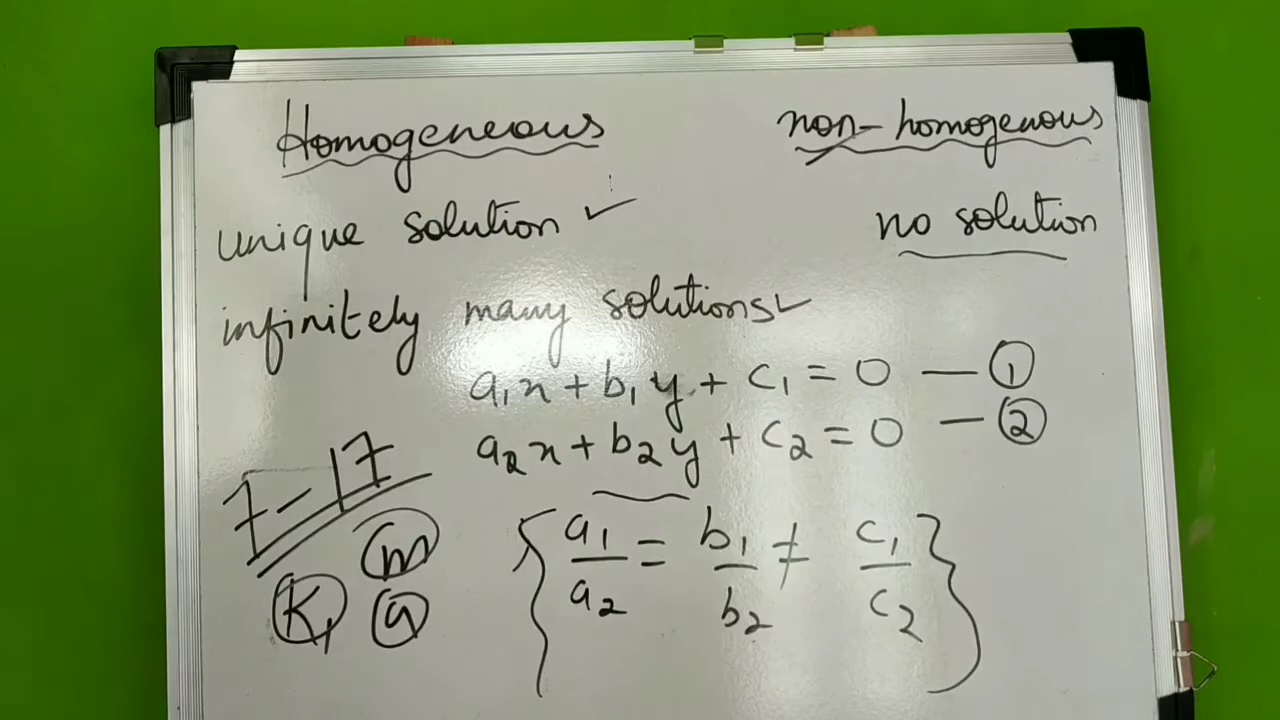 Homogeneous
non-homogenous
unique solution ✓
no solution
infinitely many solutions ✓
a₁x + b₁y + c₁ = 0 — ①
a₂x + b₂y + c₂ = 0 — ②
7-17
a₁/a₂ = b₁/b₂ ≠ c₁/c₂
m
K, a